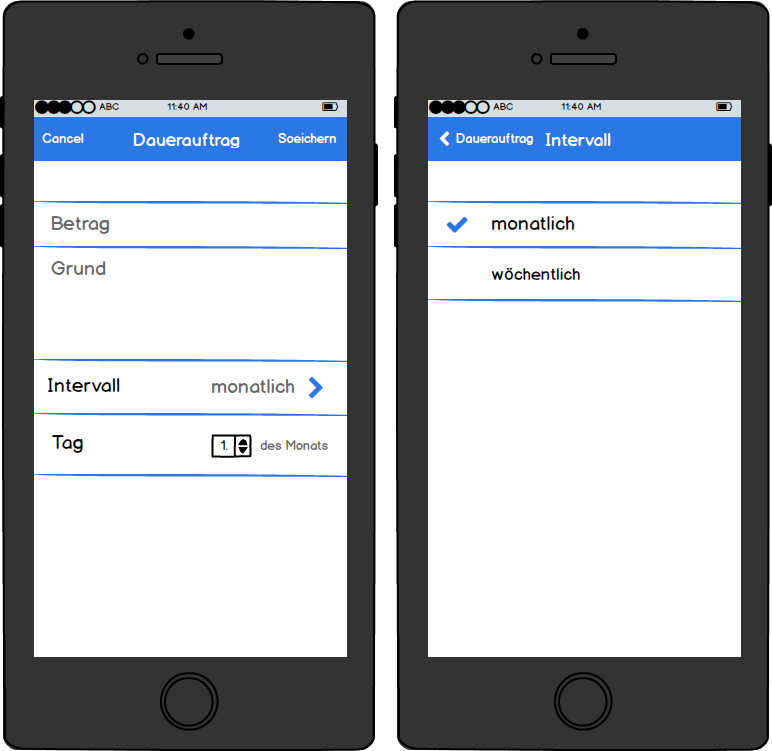 ABC 11:40 AM
Cancel Dauerauftrag Soeichern
Betrag
Grund
Intervall monatlich
Tag 1. des Monats
ABC 11:40 AM
Dauerauftrag Intervall
monatlich
wöchentlich